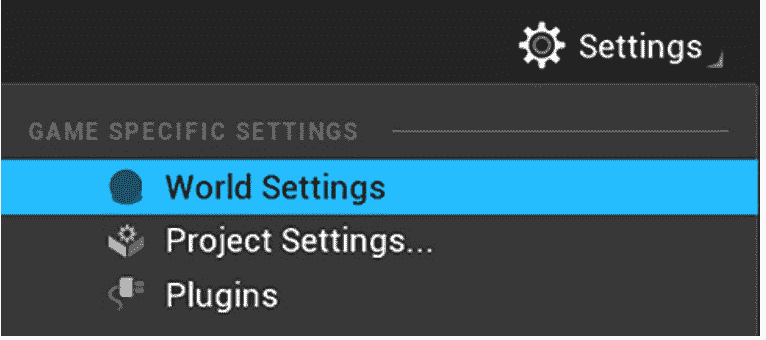 Settings
GAME SPECIFIC SETTINGS
World Settings
Project Settings...
Plugins